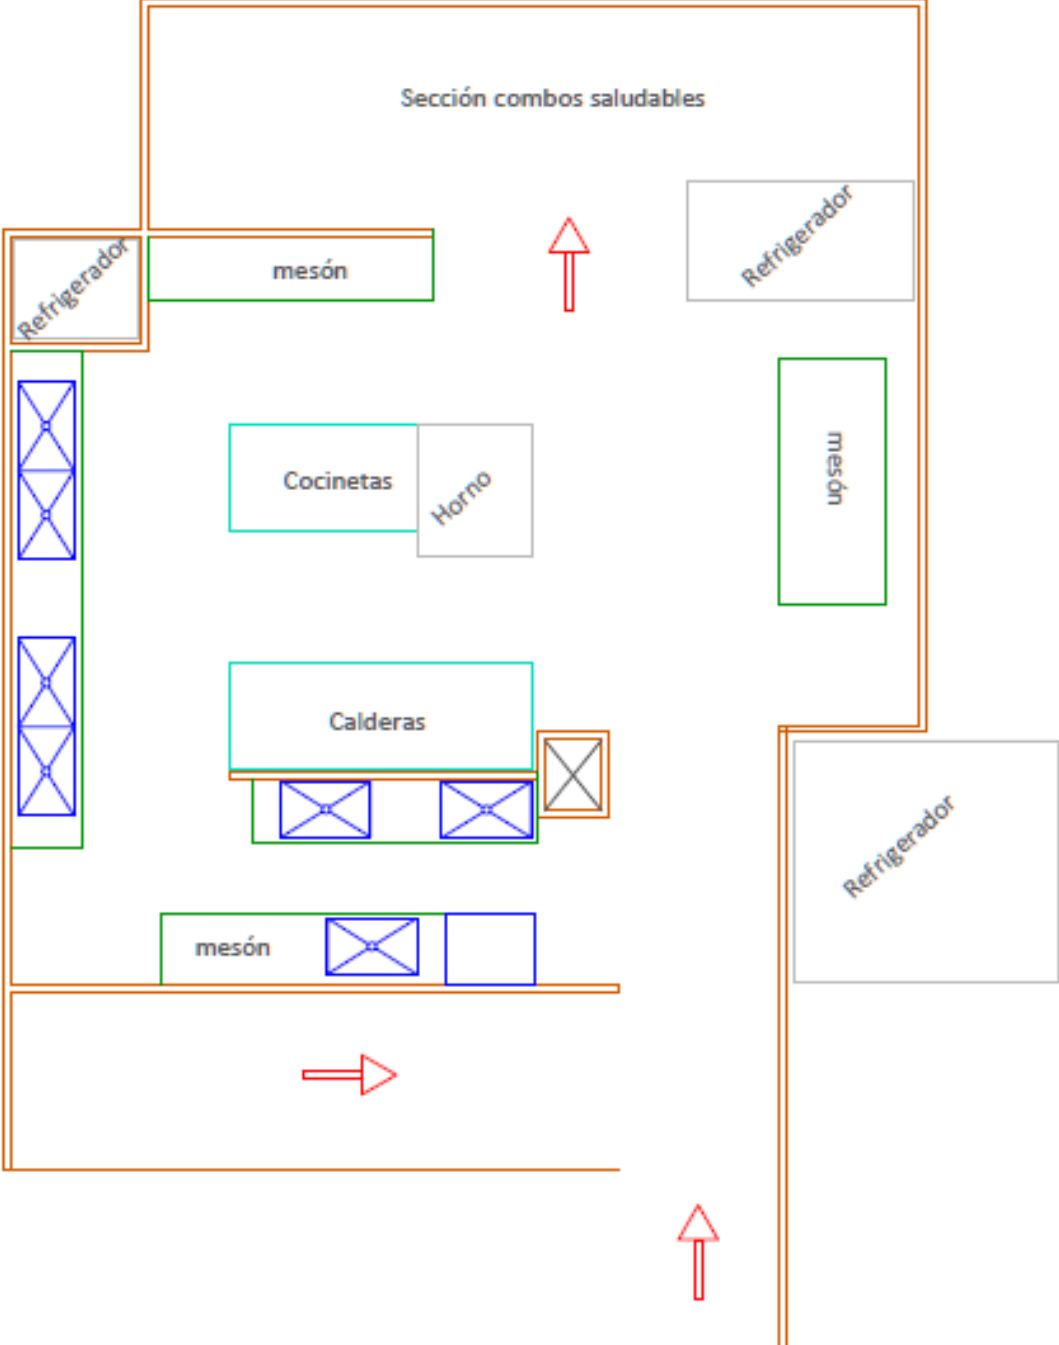 Sección combos saludables
Refrigerador
Refrigerador
mesón
mesón
Cocinetas
Horno
Calderas
Refrigerador
mesón